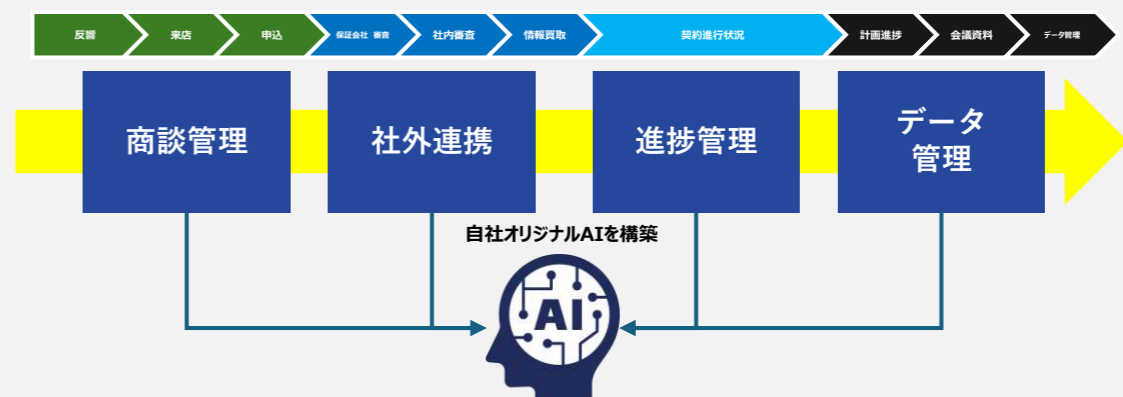 反響
来店
申込
保証会社 審査
社内審査
情報買取
契約進行状況
計画進捗
会議資料
データ管理
商談管理
社外連携
進捗管理
データ
管理
自社オリジナルAIを構築
AI